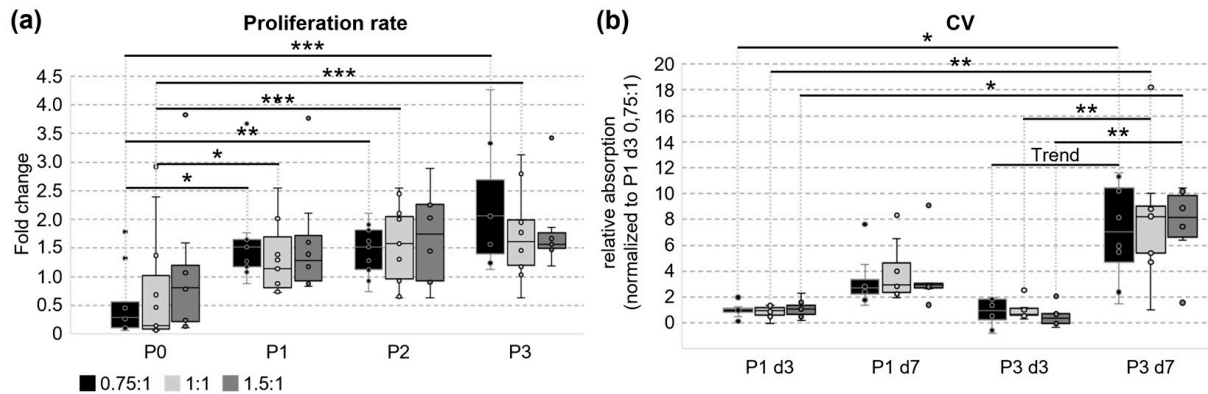 (a)
Proliferation rate
Fold change
4.5
4.0
3.5
3.0
2.5
2.0
1.5
1.0
0.5
0
***
***
***
**
*
*
P0 P1 P2 P3
0.75:1 1:1 1.5:1
(b)
CV
relative absorption
(normalized to P1 d3 0,75:1)
20
18
16
14
12
10
8
6
4
2
0
*
**
*
**
**
Trend
P1 d3 P1 d7 P3 d3 P3 d7